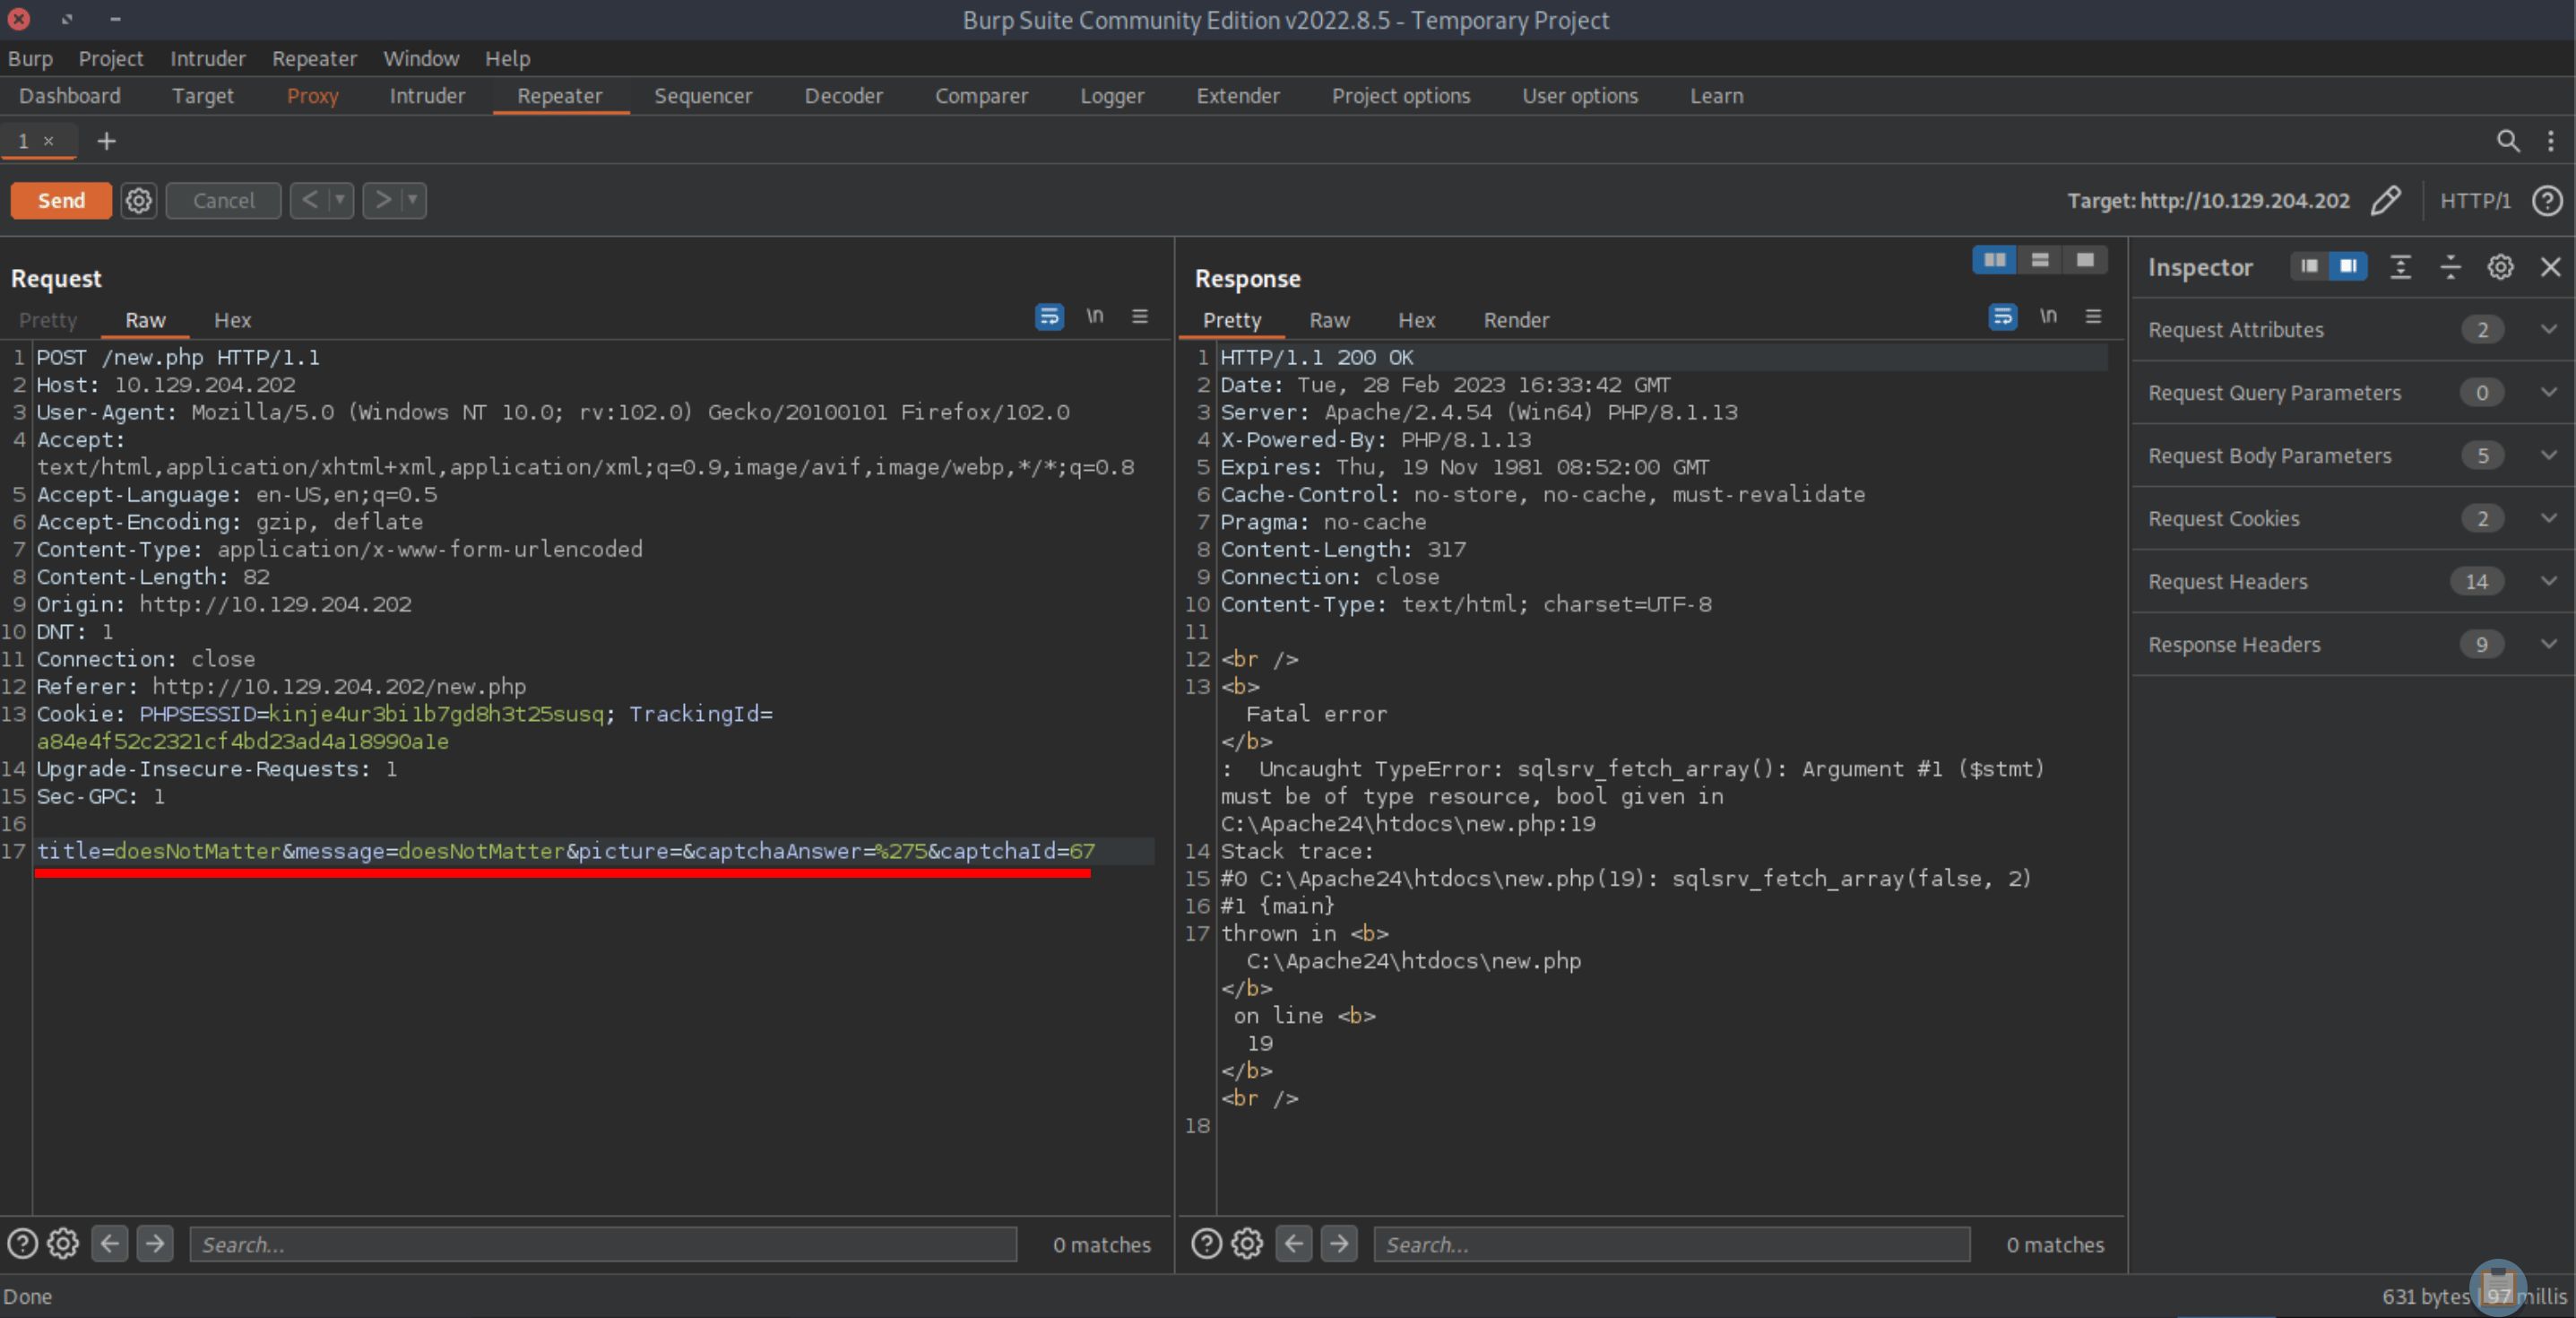 Burp Suite Community Edition v2022.8.5 - Temporary Project
Burp Project Intruder Repeater Window Help
Dashboard Target Proxy Intruder Repeater Sequencer Decoder Comparer Logger Extender Project options User options Learn
1 × +
Send Cancel < > Target: http://10.129.204.202 HTTP/1 ?
Request
Pretty Raw Hex \n
1 POST /new.php HTTP/1.1
2 Host: 10.129.204.202
3 User-Agent: Mozilla/5.0 (Windows NT 10.0; rv:102.0) Gecko/20100101 Firefox/102.0
4 Accept:
text/html,application/xhtml+xml,application/xml;q=0.9,image/avif,image/webp,*/*;q=0.8
5 Accept-Language: en-US,en;q=0.5
6 Accept-Encoding: gzip, deflate
7 Content-Type: application/x-www-form-urlencoded
8 Content-Length: 82
9 Origin: http://10.129.204.202
10 DNT: 1
11 Connection: close
12 Referer: http://10.129.204.202/new.php
13 Cookie: PHPSESSID=kinje4ur3bi1b7gd8h3t25susq; TrackingId=
a84e4f52c2321cf4bd23ad4a18990a1e
14 Upgrade-Insecure-Requests: 1
15 Sec-GPC: 1
16
17 title=doesNotMatter&message=doesNotMatter&picture=&captchaAnswer=%275&captchaId=67
? Search... 0 matches
Response
Pretty Raw Hex Render \n
1 HTTP/1.1 200 OK
2 Date: Tue, 28 Feb 2023 16:33:42 GMT
3 Server: Apache/2.4.54 (Win64) PHP/8.1.13
4 X-Powered-By: PHP/8.1.13
5 Expires: Thu, 19 Nov 1981 08:52:00 GMT
6 Cache-Control: no-store, no-cache, must-revalidate
7 Pragma: no-cache
8 Content-Length: 317
9 Connection: close
10 Content-Type: text/html; charset=UTF-8
11
12 <br />
13 <b>
Fatal error
</b>
: Uncaught TypeError: sqlsrv_fetch_array(): Argument #1 ($stmt)
must be of type resource, bool given in
C:\Apache24\htdocs\new.php:19
14 Stack trace:
15 #0 C:\Apache24\htdocs\new.php(19): sqlsrv_fetch_array(false, 2)
16 #1 {main}
17 thrown in <b>
C:\Apache24\htdocs\new.php
</b>
on line <b>
19
</b>
<br />
18
? Search... 0 matches
Inspector
Request Attributes 2
Request Query Parameters 0
Request Body Parameters 5
Request Cookies 2
Request Headers 14
Response Headers 9
Done 631 bytes | 97 millis